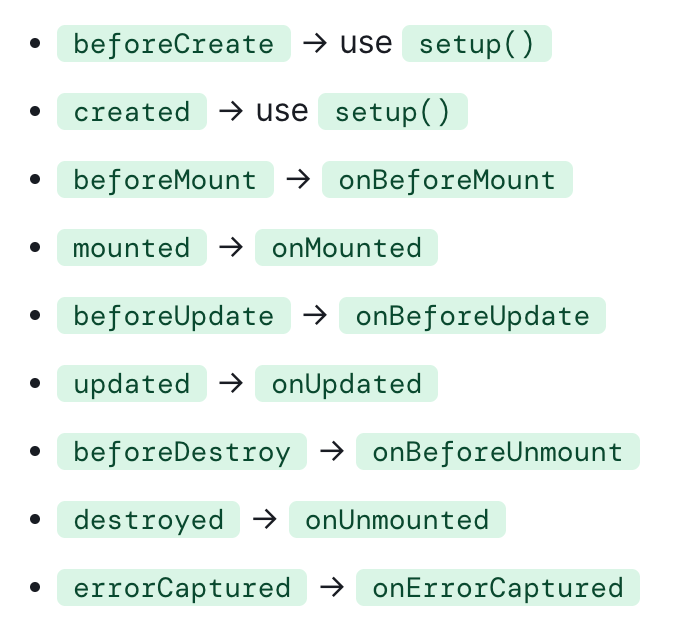 • beforeCreate → use setup()
• created → use setup()
• beforeMount → onBeforeMount
• mounted → onMounted
• beforeUpdate → onBeforeUpdate
• updated → onUpdated
• beforeDestroy → onBeforeUnmount
• destroyed → onUnmounted
• errorCaptured → onErrorCaptured